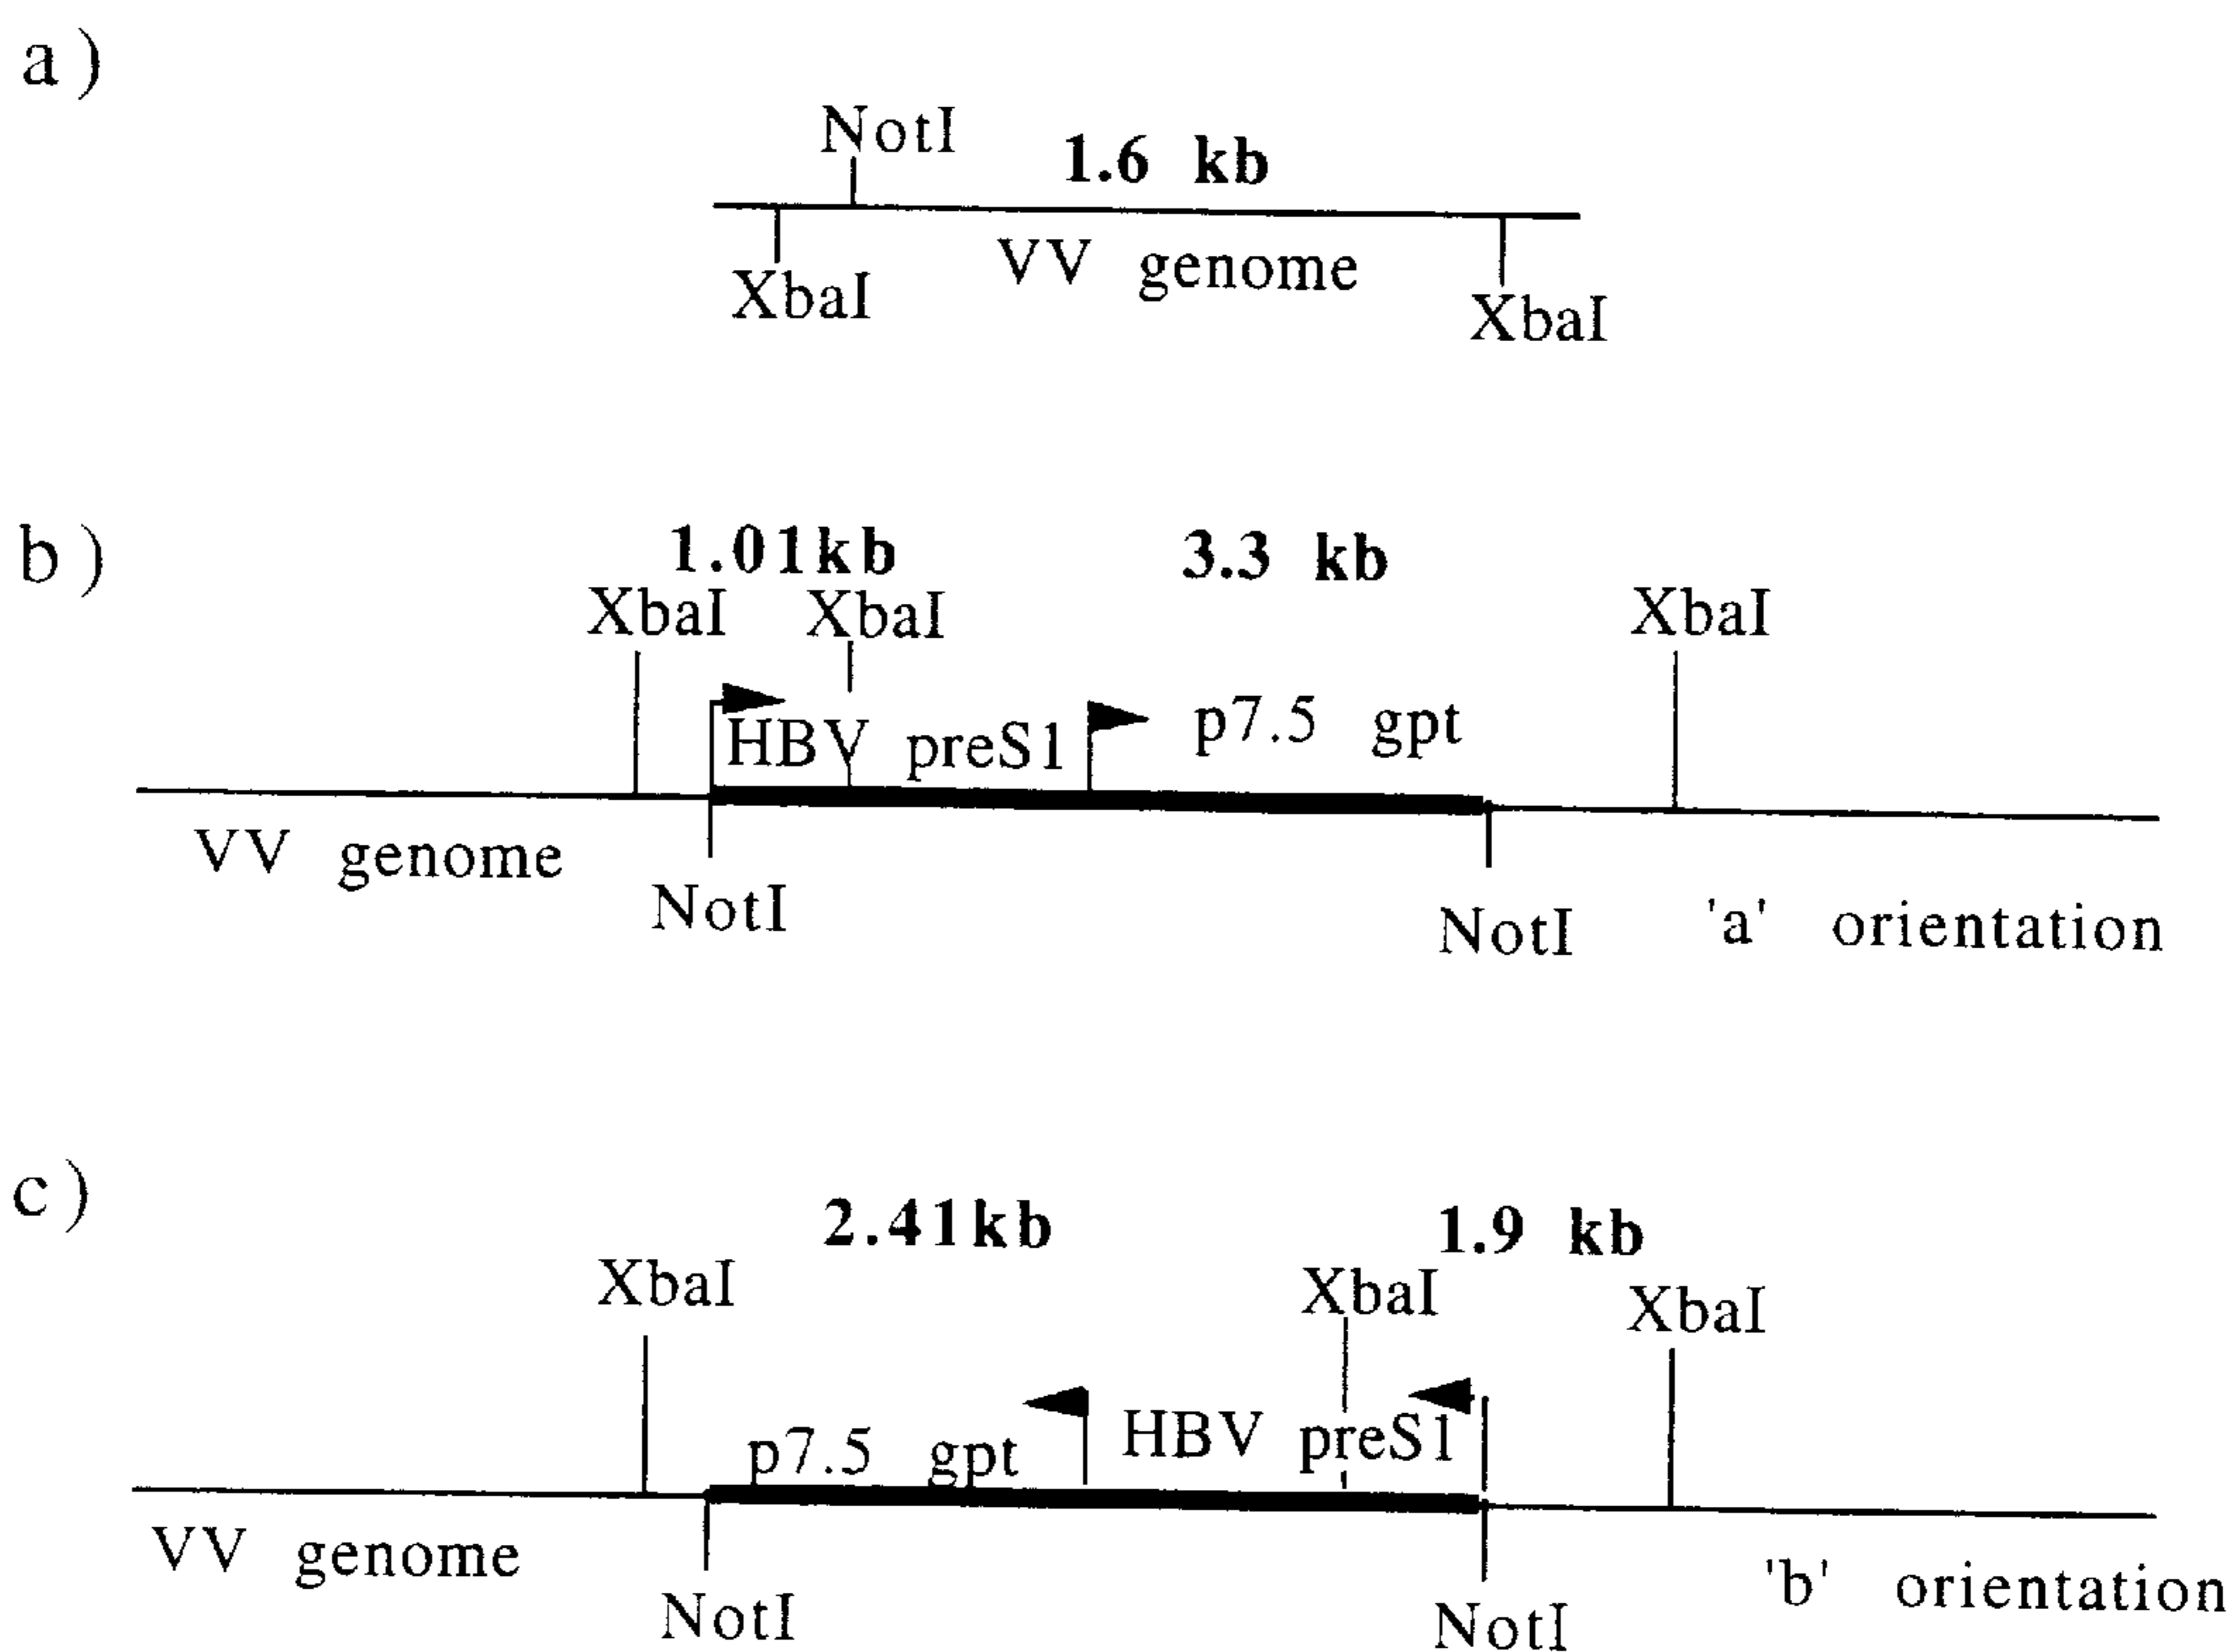 a)
NotI
1.6 kb
VV genome
XbaI
XbaI
b)
1.01kb 3.3 kb
XbaI XbaI XbaI
HBV preS1 p7.5 gpt
VV genome
NotI NotI 'a' orientation
c)
2.41kb 1.9 kb
XbaI XbaI XbaI
p7.5 gpt HBV preS1
VV genome 'b' orientation
NotI NotI